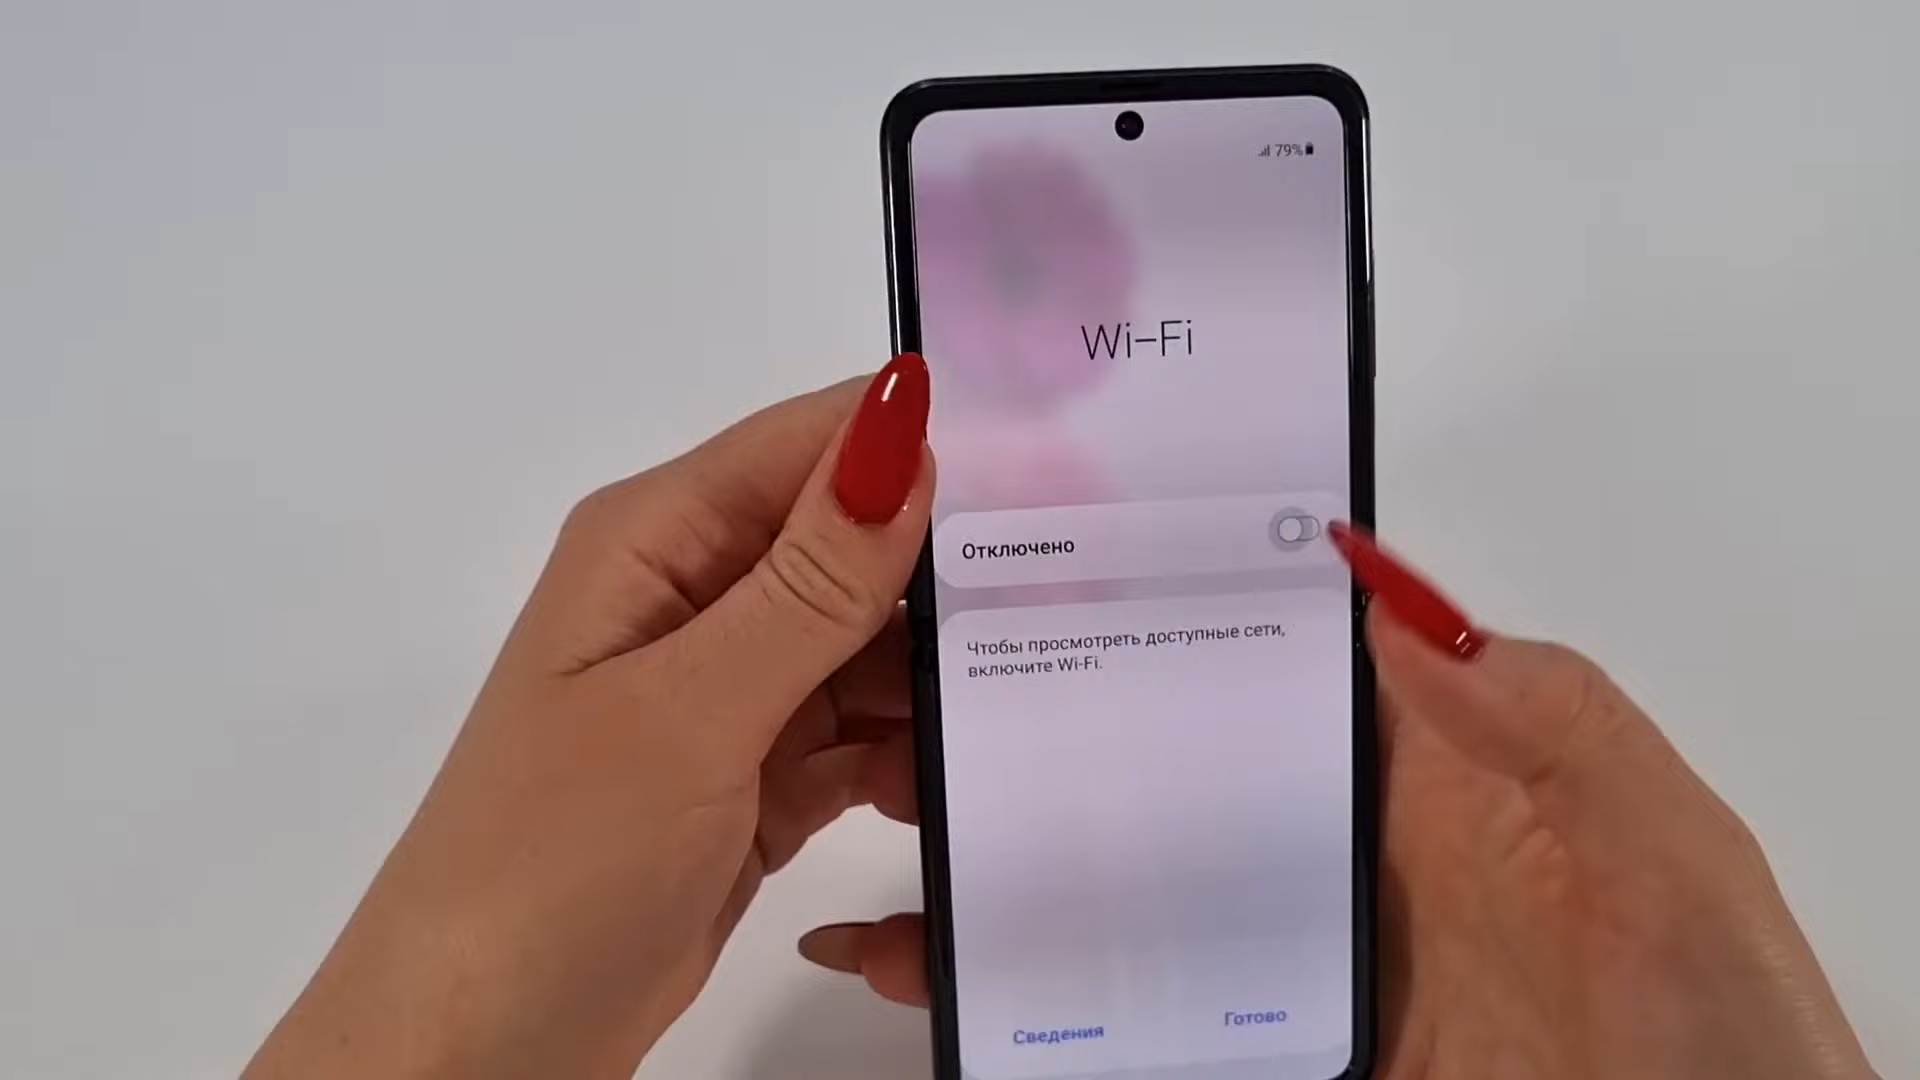 79%
Wi-Fi
Отключено
Чтобы просмотреть доступные сети,
включите Wi-Fi.
Сведения
Готово